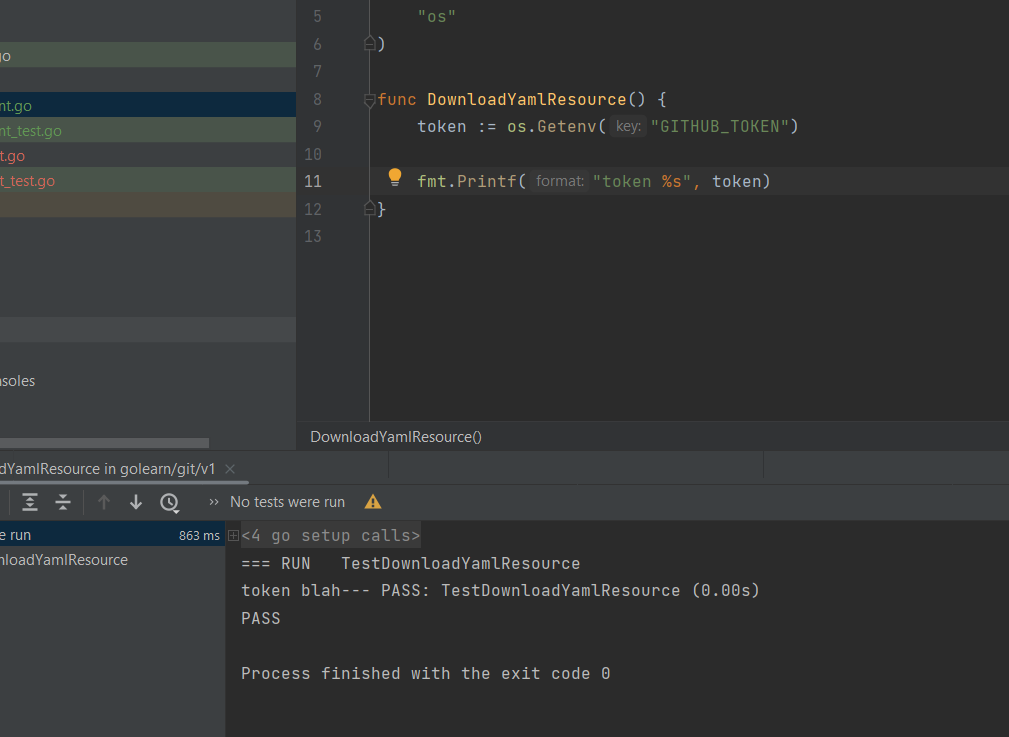 5 "os"
6 )
7
8 func DownloadYamlResource() {
9 token := os.Getenv( key: "GITHUB_TOKEN")
10
11 fmt.Printf( format: "token %s", token)
12 }
13
go
nt.go
nt_test.go
t.go
t_test.go
nsoles
DownloadYamlResource()
dYamlResource in golearn/git/v1
» No tests were run
e run 863 ms
nloadYamlResource
<4 go setup calls>
=== RUN TestDownloadYamlResource
token blah--- PASS: TestDownloadYamlResource (0.00s)
PASS
Process finished with the exit code 0